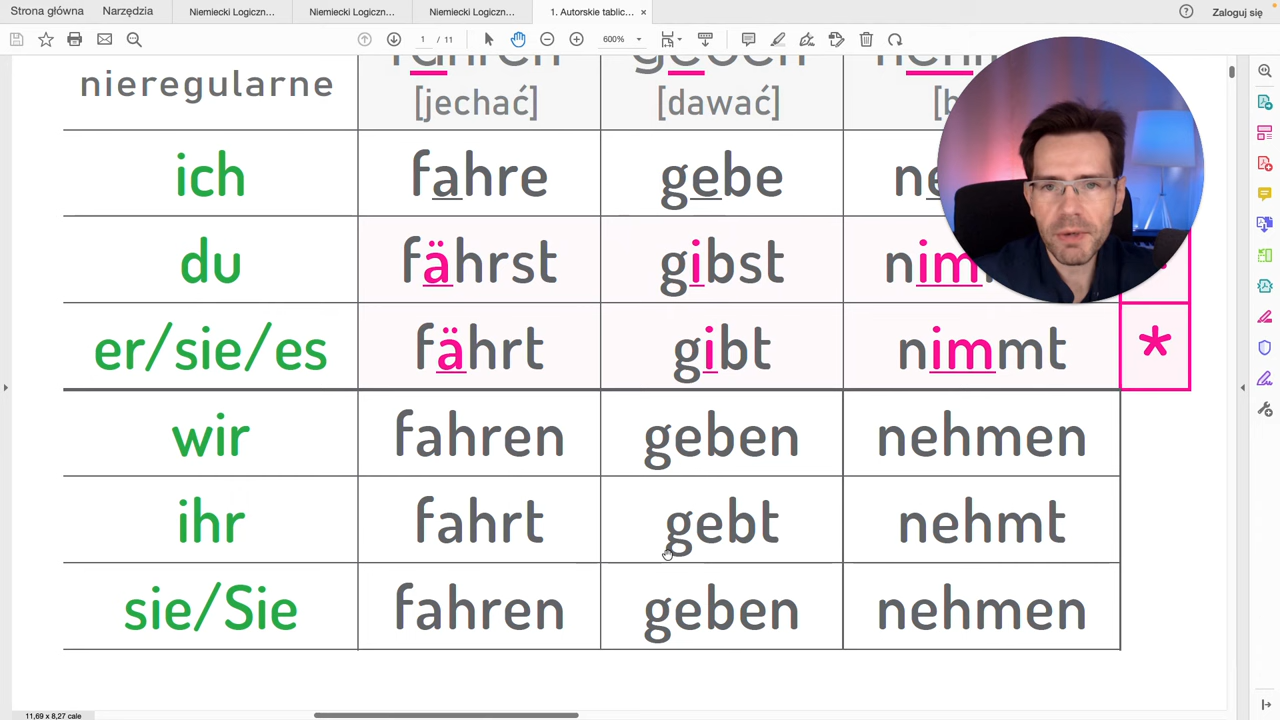 Strona główna Narzędzia Niemiecki Logiczn... Niemiecki Logiczn... Niemiecki Logiczn... 1. Autorskie tablic... × Zaloguj się
1 / 11 600%
nieregularne fahren geben
[jechać] [dawać]
ich fahre gebe
du fährst gibst
er/sie/es fährt gibt nimmt *
wir fahren geben nehmen
ihr fahrt gebt nehmt
sie/Sie fahren geben nehmen
11,69 x 8,27 cale